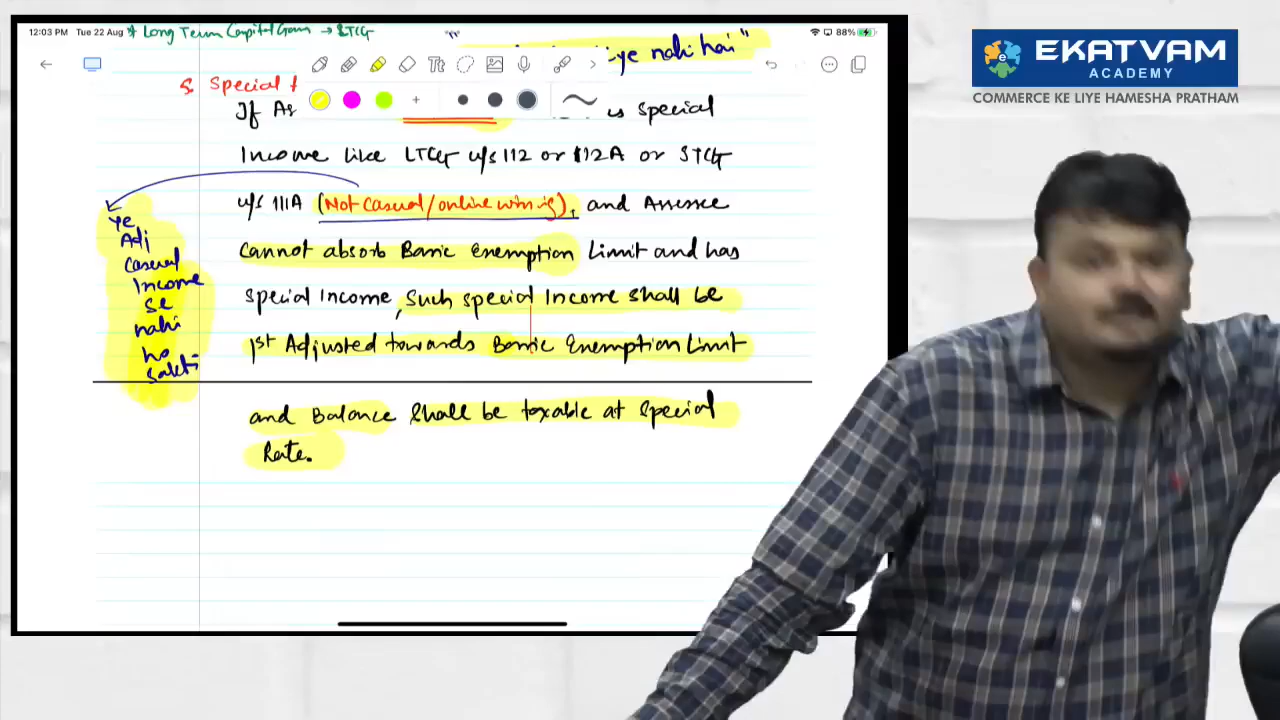 12:03 PM Tue 22 Aug * Long Term Capital Gain → LTCG
88%
ye nahi hai"
5. Special
If As is special
Income like LTCG u/s 112 or 112A or STCG
u/s 111A (Not Casual/online winnig), and Assessee
cannot absorb Basic Exemption Limit and has
special Income, Such special Income shall be
1st Adjusted towards Basic Exemption Limit
and Balance shall be taxable at special
Rate.
Ye
Adj
casual
Income
se
nahi
ho
sakti
EKATVAM
ACADEMY
COMMERCE KE LIYE HAMESHA PRATHAM